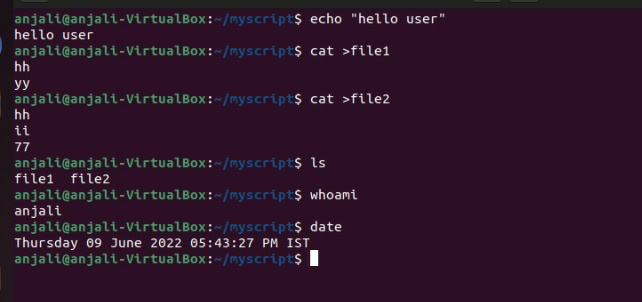 anjali@anjali-VirtualBox:~/myscript$ echo "hello user"
hello user
anjali@anjali-VirtualBox:~/myscript$ cat >file1
hh
yy
anjali@anjali-VirtualBox:~/myscript$ cat >file2
hh
ii
77
anjali@anjali-VirtualBox:~/myscript$ ls
file1  file2
anjali@anjali-VirtualBox:~/myscript$ whoami
anjali
anjali@anjali-VirtualBox:~/myscript$ date
Thursday 09 June 2022 05:43:27 PM IST
anjali@anjali-VirtualBox:~/myscript$